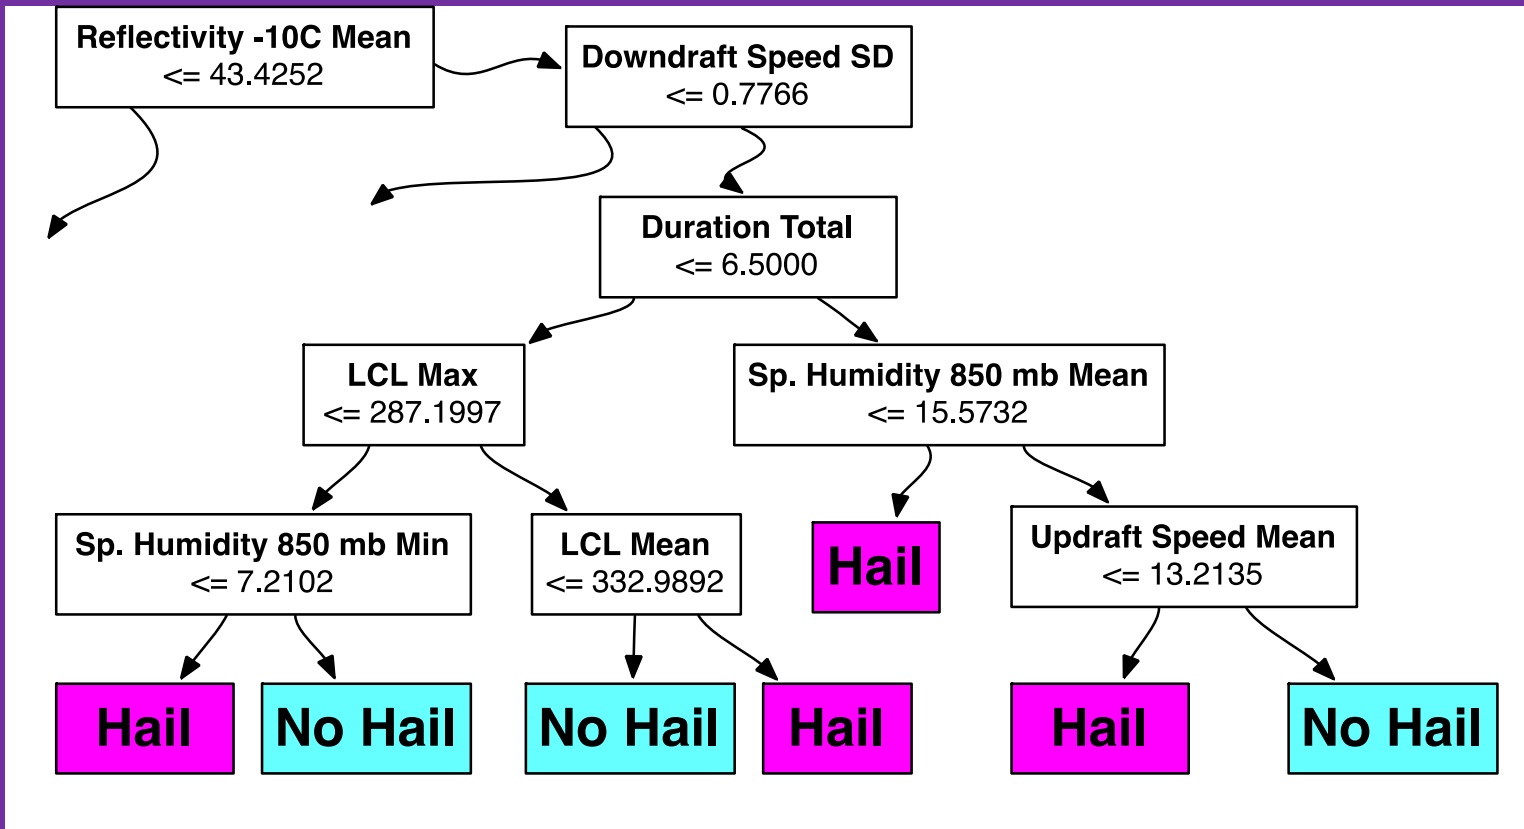 Reflectivity -10C Mean
<= 43.4252
Downdraft Speed SD
<= 0.7766
Duration Total
<= 6.5000
LCL Max
<= 287.1997
Sp. Humidity 850 mb Mean
<= 15.5732
Sp. Humidity 850 mb Min
<= 7.2102
LCL Mean
<= 332.9892
Hail
Updraft Speed Mean
<= 13.2135
Hail
No Hail
No Hail
Hail
Hail
No Hail